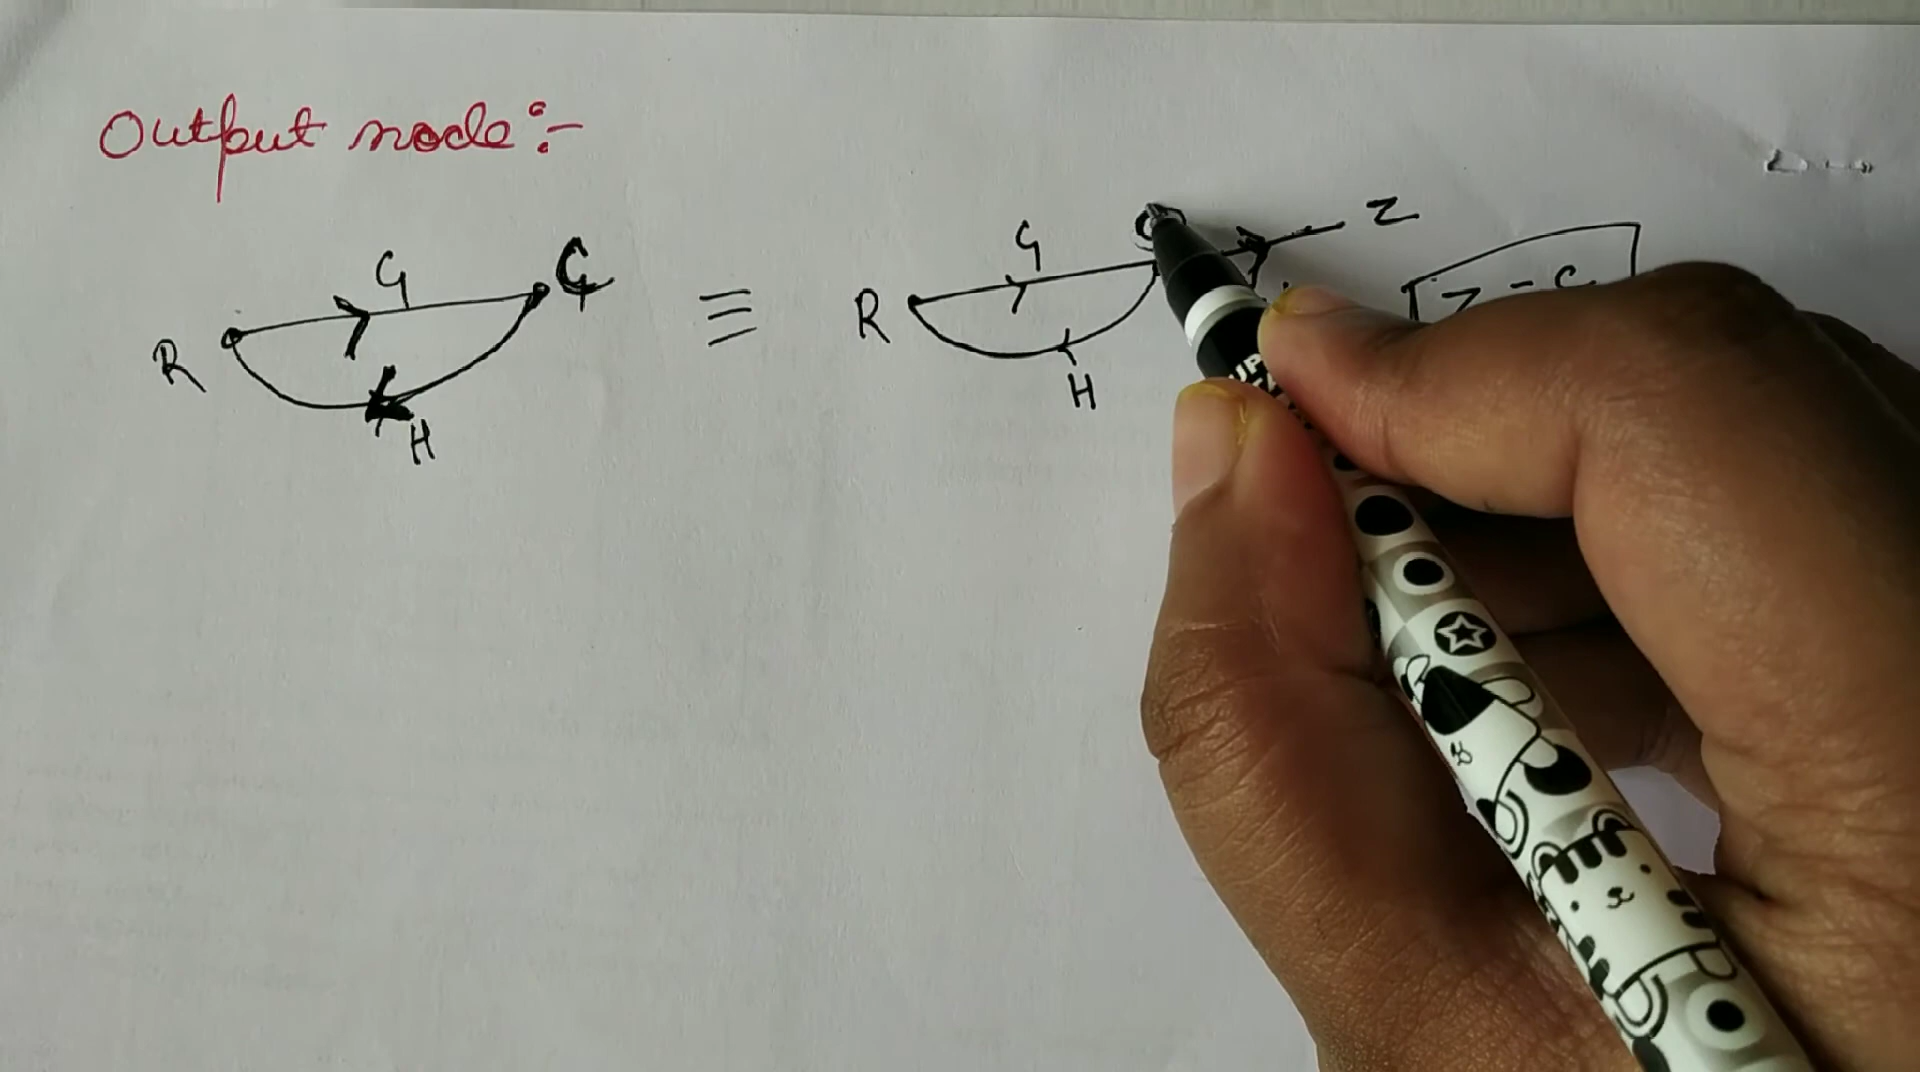 Output node:-
G C G C Z
R ≡ R Z = C
H H